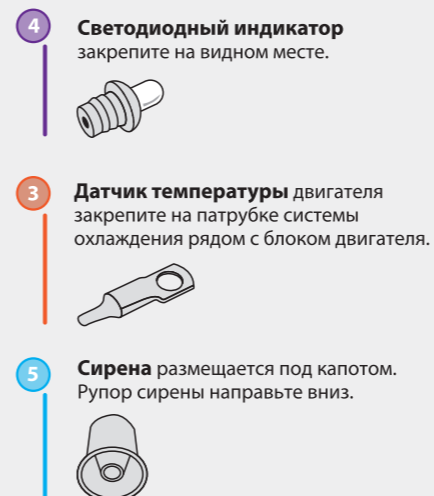 4
Светодиодный индикатор
закрепите на видном месте.
3
Датчик температуры двигателя
закрепите на патрубке системы
охлаждения рядом с блоком двигателя.
5
Сирена размещается под капотом.
Рупор сирены направьте вниз.